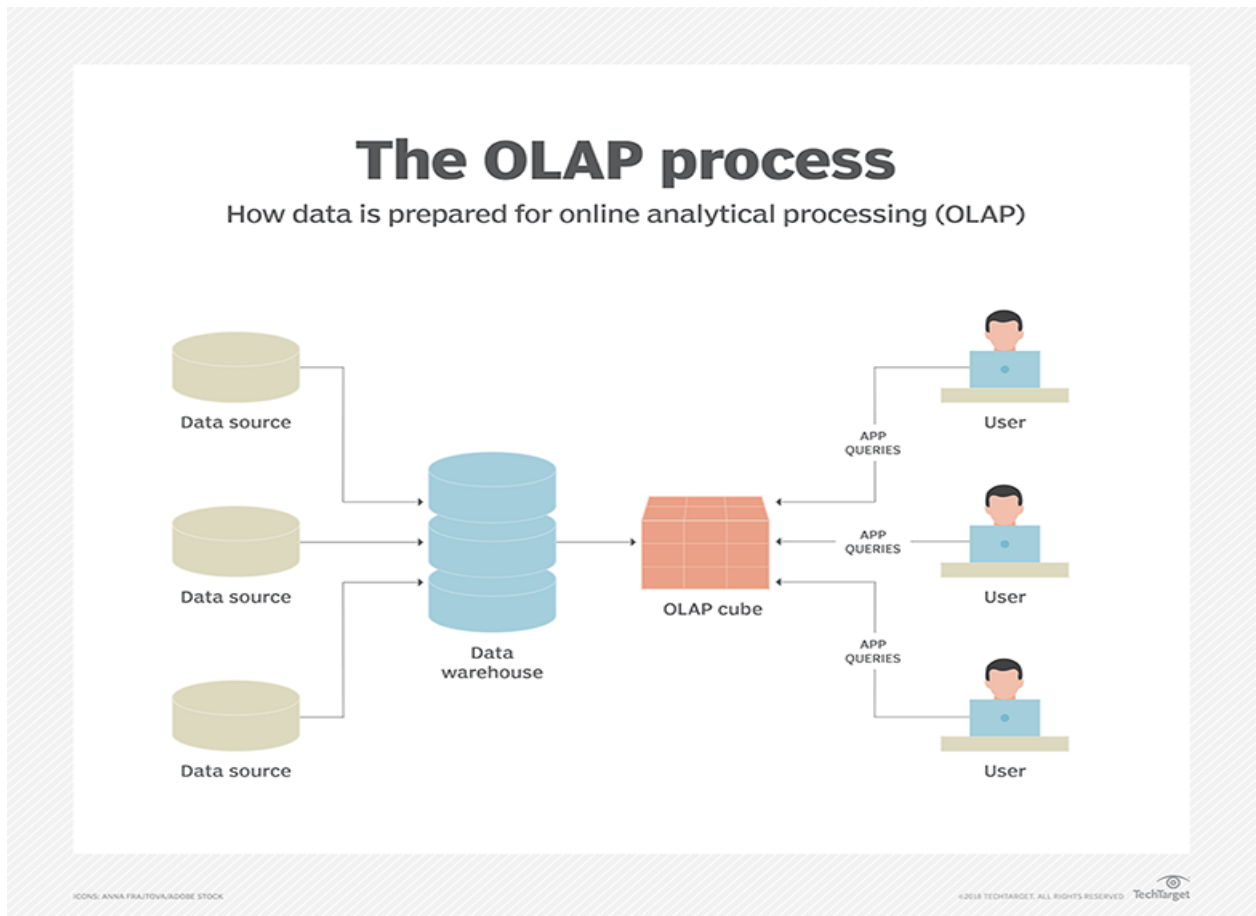 The OLAP process
How data is prepared for online analytical processing (OLAP)
Data source
Data source
Data source
Data
warehouse
OLAP cube
APP
QUERIES
APP
QUERIES
APP
QUERIES
User
User
User
ICONS: ANNA FRAJTOVA/ADOBE STOCK
©2018 TECHTARGET. ALL RIGHTS RESERVED
TechTarget